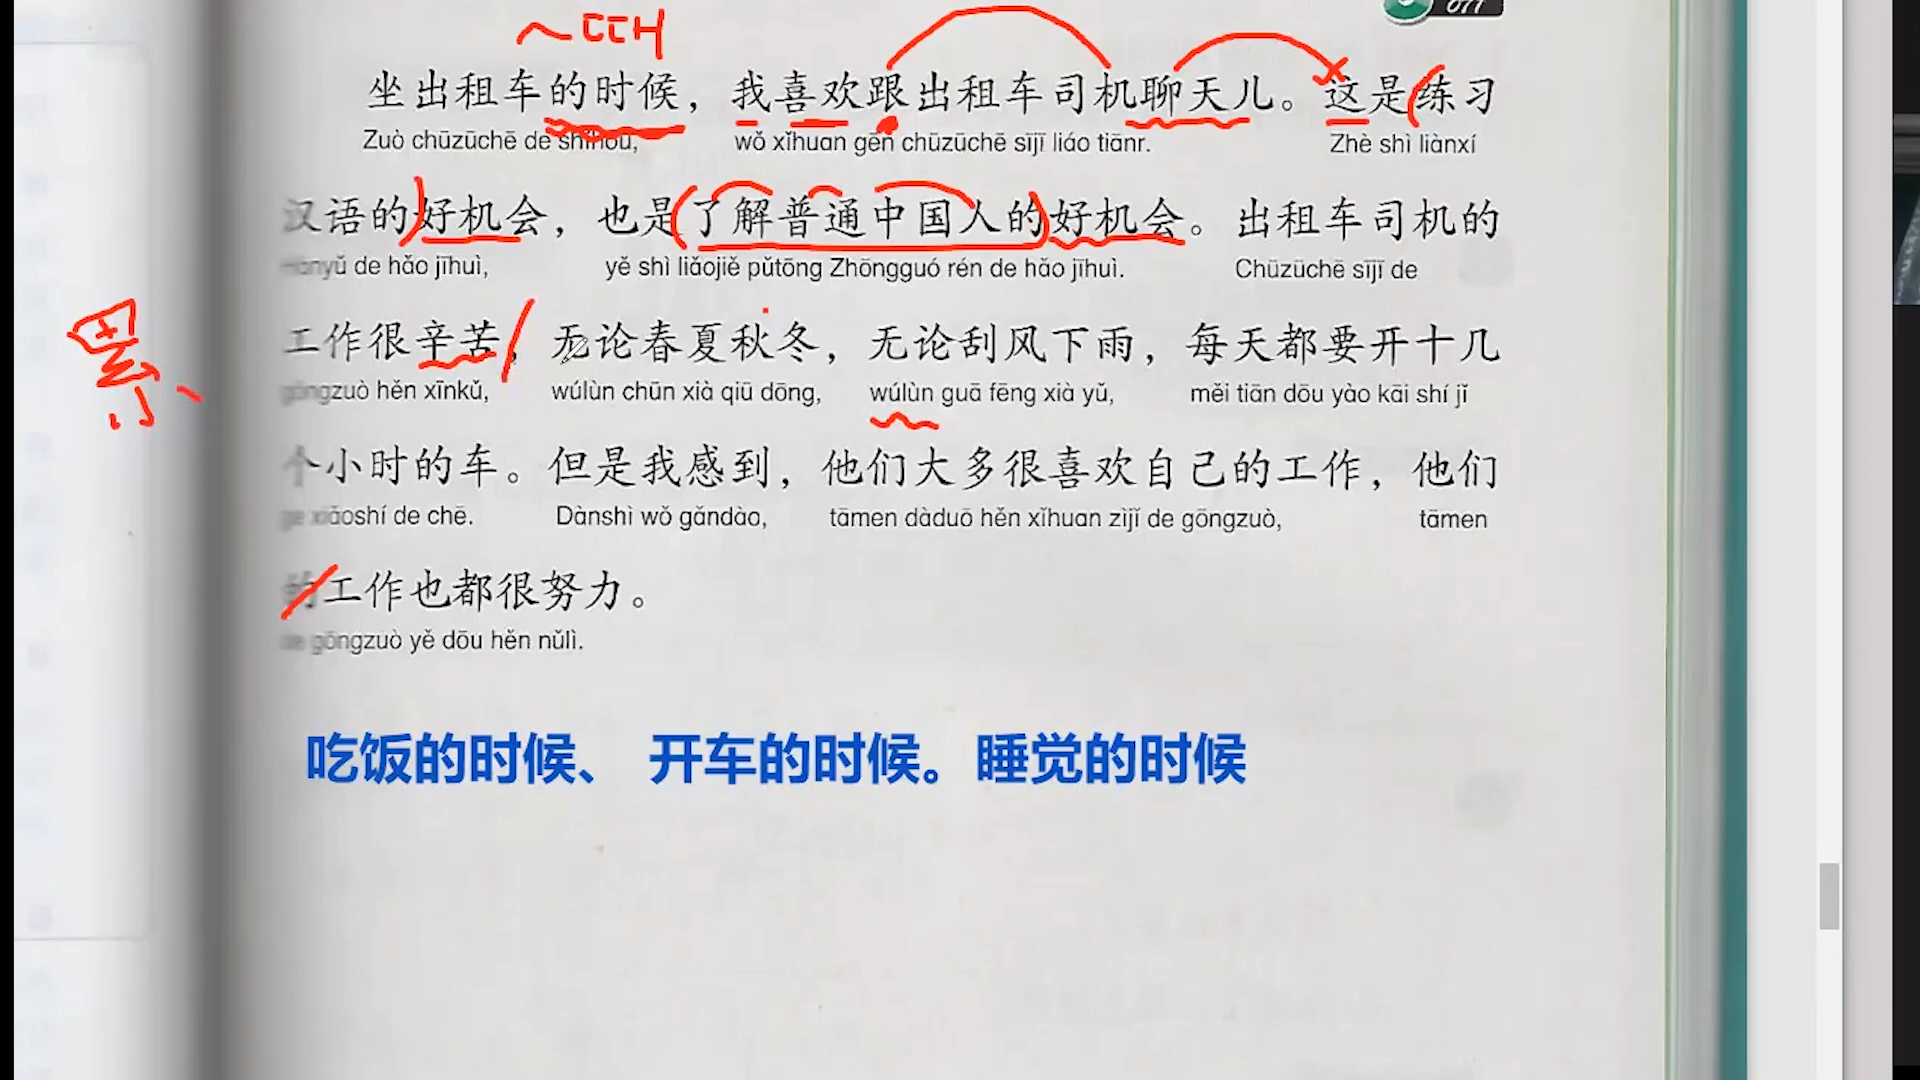 坐出租车的时候，我喜欢跟出租车司机聊天儿。这是练习
Zuò chūzūchē de shíhou, wǒ xǐhuan gēn chūzūchē sījī liáo tiānr. Zhè shì liànxí
汉语的好机会，也是了解普通中国人的好机会。出租车司机的
Hànyǔ de hǎo jīhuì, yě shì liǎojiě pǔtōng Zhōngguó rén de hǎo jīhuì. Chūzūchē sījī de
累
工作很辛苦，无论春夏秋冬，无论刮风下雨，每天都要开十几
gōngzuò hěn xīnkǔ, wúlùn chūn xià qiū dōng, wúlùn guā fēng xià yǔ, měi tiān dōu yào kāi shí jǐ
个小时的车。但是我感到，他们大多很喜欢自己的工作，他们
ge xiǎoshí de chē. Dànshì wǒ gǎndào, tāmen dàduō hěn xǐhuan zìjǐ de gōngzuò, tāmen
的工作也都很努力。
de gōngzuò yě dōu hěn nǔlì.
吃饭的时候、 开车的时候。睡觉的时候